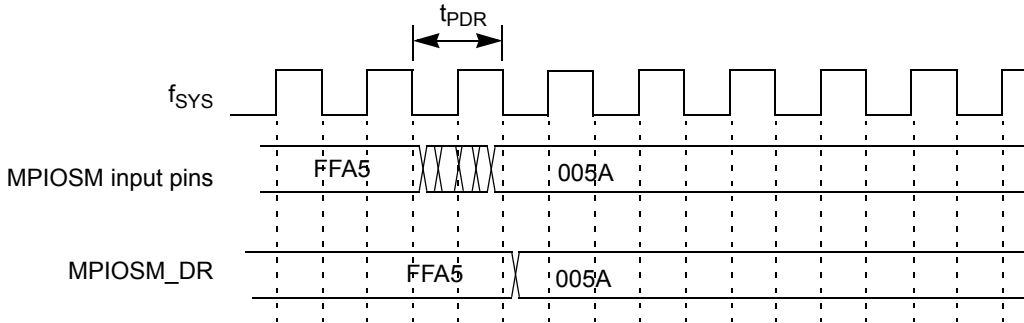 tPDR
fSYS
MPIOSM input pins
FFA5
005A
MPIOSM_DR
FFA5
005A